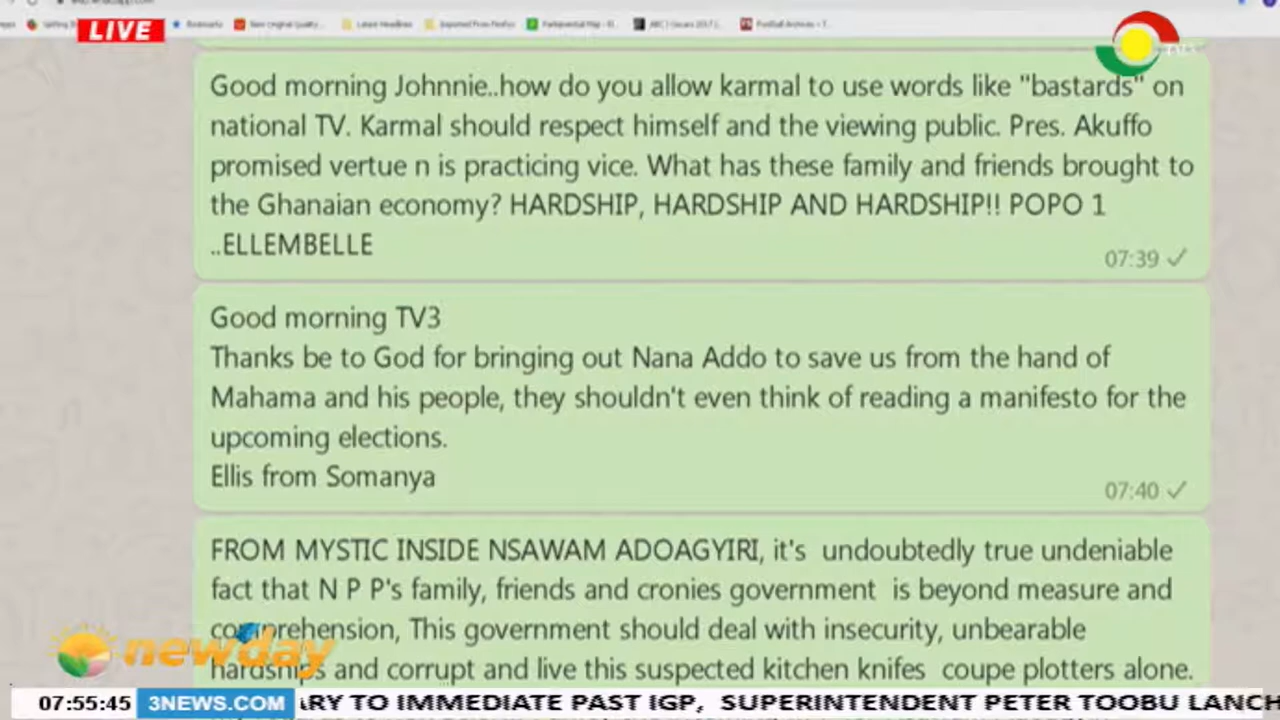 LIVE
TV3
Good morning Johnnie..how do you allow karmal to use words like "bastards" on
national TV. Karmal should respect himself and the viewing public. Pres. Akuffo
promised vertue n is practicing vice. What has these family and friends brought to
the Ghanaian economy? HARDSHIP, HARDSHIP AND HARDSHIP!! POPO 1
..ELLEMBELLE
07:39
Good morning TV3
Thanks be to God for bringing out Nana Addo to save us from the hand of
Mahama and his people, they shouldn't even think of reading a manifesto for the
upcoming elections.
Ellis from Somanya
07:40
FROM MYSTIC INSIDE NSAWAM ADOAGYIRI, it's undoubtedly true undeniable
fact that N P P's family, friends and cronies government is beyond measure and
comprehension, This government should deal with insecurity, unbearable
hardships and corrupt and live this suspected kitchen knifes coupe plotters alone.
newday
07:55:45 3NEWS.COM ARY TO IMMEDIATE PAST IGP, SUPERINTENDENT PETER TOOBU LANCH